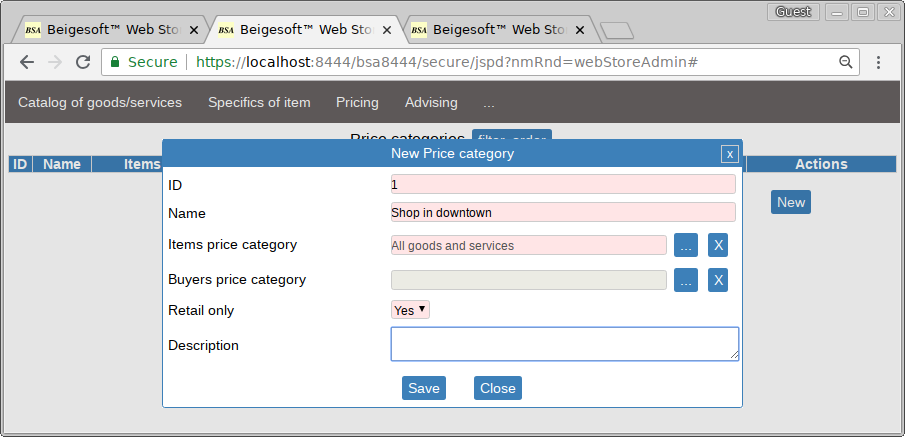 Guest
BSA Beigesoft™ Web Sto
BSA Beigesoft™ Web Sto
BSA Beigesoft™ Web Sto
Secure https://localhost:8444/bsa8444/secure/jspd?nmRnd=webStoreAdmin#
Catalog of goods/services Specifics of item Pricing Advising ...
Price categories filter, order
ID Name Items Actions
New Price category x
ID 1
New
Name Shop in downtown
Items price category All goods and services ... X
Buyers price category ... X
Retail only Yes
Description
Save Close